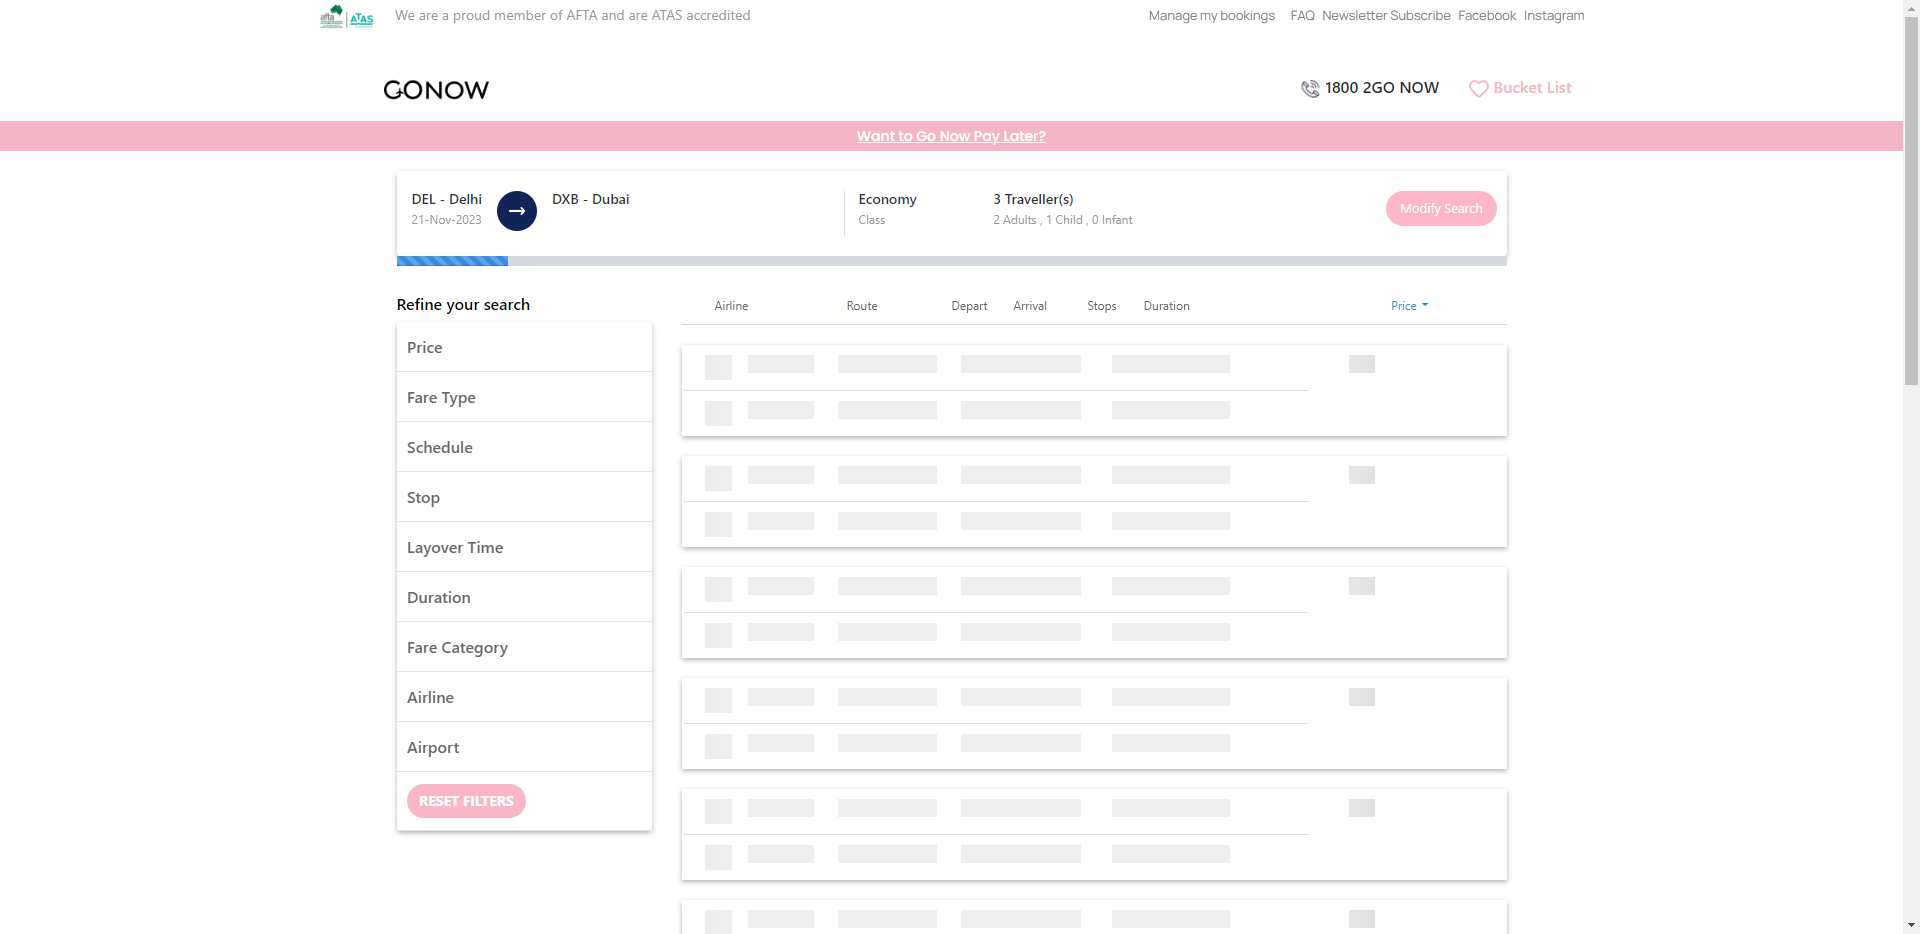 afta
ATAS
We are a proud member of AFTA and are ATAS accredited
Manage my bookings FAQ Newsletter Subscribe Facebook Instagram
GONOW
1800 2GO NOW
Bucket List
Want to Go Now Pay Later?
DEL - Delhi
21-Nov-2023
DXB - Dubai
Economy
Class
3 Traveller(s)
2 Adults , 1 Child , 0 Infant
Modify Search
Refine your search
Airline Route Depart Arrival Stops Duration Price
Price
Fare Type
Schedule
Stop
Layover Time
Duration
Fare Category
Airline
Airport
RESET FILTERS